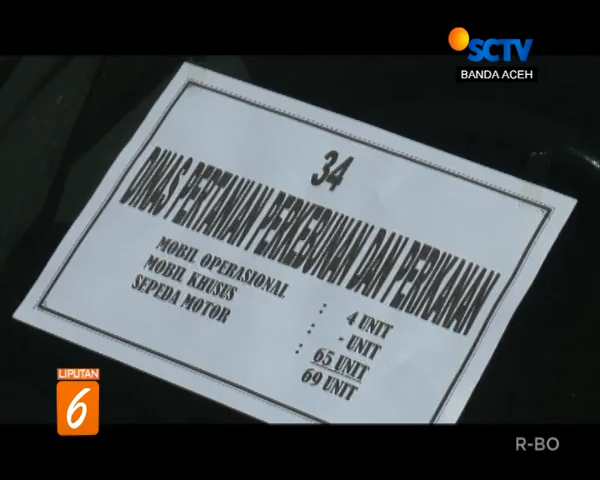 SCTV
BANDA ACEH
34
DINAS PERTANIAN PERKEBUNAN DAN PERIKANAN
MOBIL OPERASIONAL : 4 UNIT
MOBIL KHUSUS : - UNIT
SEPEDA MOTOR : 65 UNIT
69 UNIT
LIPUTAN
6
R-BO